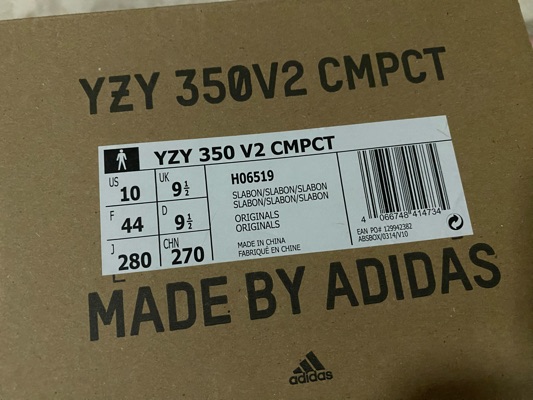 YZY 350V2 CMPCT
YZY 350 V2 CMPCT
US 10
UK 9½
F 44
D 9½
J 280
CHN 270
H06519
SLABON/SLABON/SLABON
SLABON/SLABON/SLABON
ORIGINALS
ORIGINALS
MADE IN CHINA
FABRIQUÉ EN CHINE
4 066748 414734
EAN PO# 129942382
ABSBOX/0314/V10
MADE BY ADIDAS
adidas